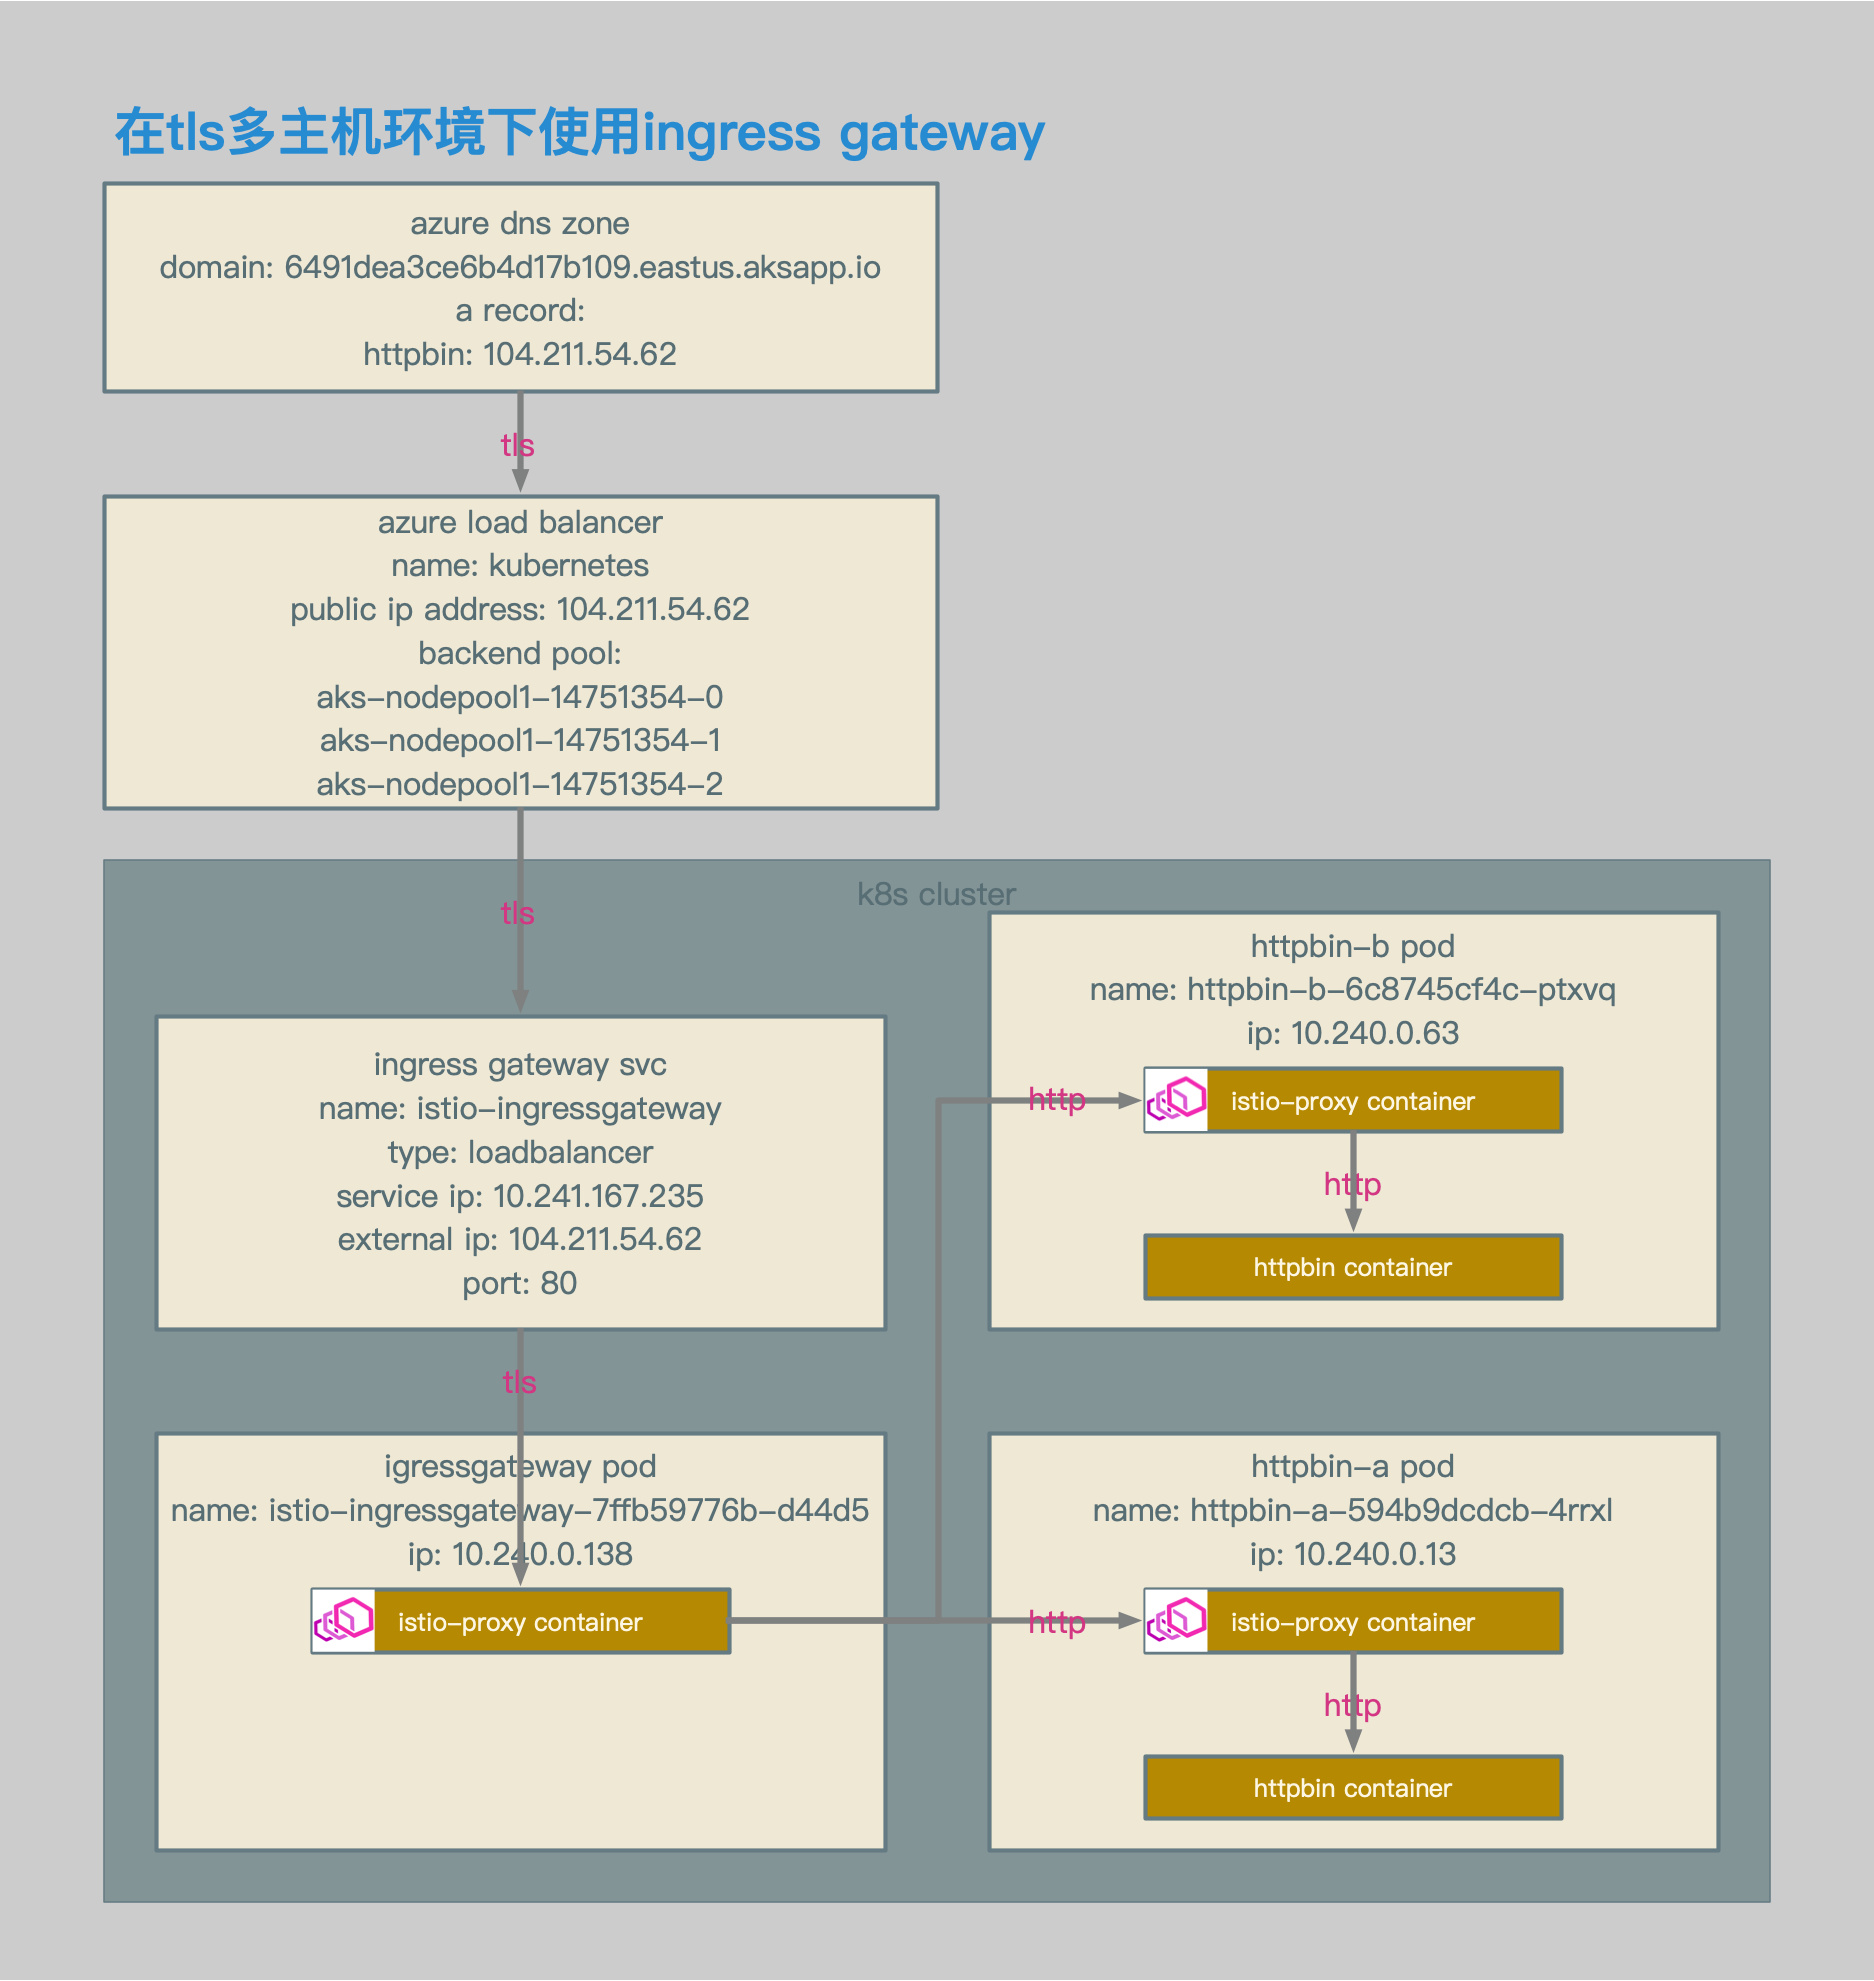 在tls多主机环境下使用ingress gateway
azure dns zone
domain: 6491dea3ce6b4d17b109.eastus.aksapp.io
a record:
httpbin: 104.211.54.62
tls
azure load balancer
name: kubernetes
public ip address: 104.211.54.62
backend pool:
aks-nodepool1-14751354-0
aks-nodepool1-14751354-1
aks-nodepool1-14751354-2
tls
k8s cluster
ingress gateway svc
name: istio-ingressgateway
type: loadbalancer
service ip: 10.241.167.235
external ip: 104.211.54.62
port: 80
tls
igressgateway pod
name: istio-ingressgateway-7ffb59776b-d44d5
ip: 10.240.0.138
istio-proxy container
http
httpbin-b pod
name: httpbin-b-6c8745cf4c-ptxvq
ip: 10.240.0.63
istio-proxy container
http
httpbin container
http
httpbin-a pod
name: httpbin-a-594b9dcdcb-4rrxl
ip: 10.240.0.13
istio-proxy container
http
httpbin container